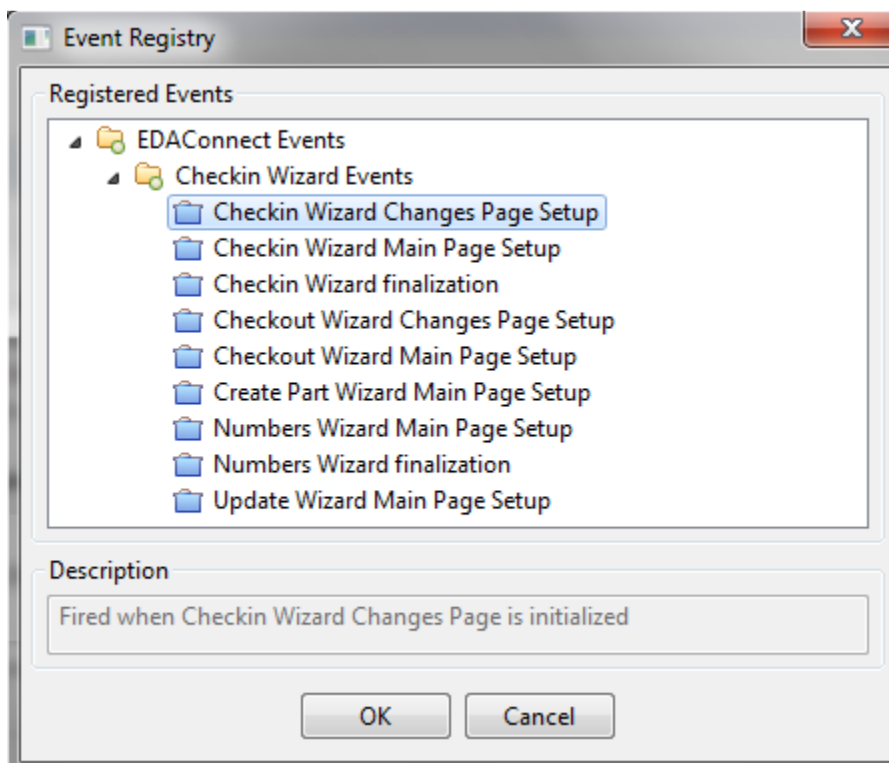 Event Registry
Registered Events
EDAConnect Events
Checkin Wizard Events
Checkin Wizard Changes Page Setup
Checkin Wizard Main Page Setup
Checkin Wizard finalization
Checkout Wizard Changes Page Setup
Checkout Wizard Main Page Setup
Create Part Wizard Main Page Setup
Numbers Wizard Main Page Setup
Numbers Wizard finalization
Update Wizard Main Page Setup
Description
Fired when Checkin Wizard Changes Page is initialized
OK Cancel